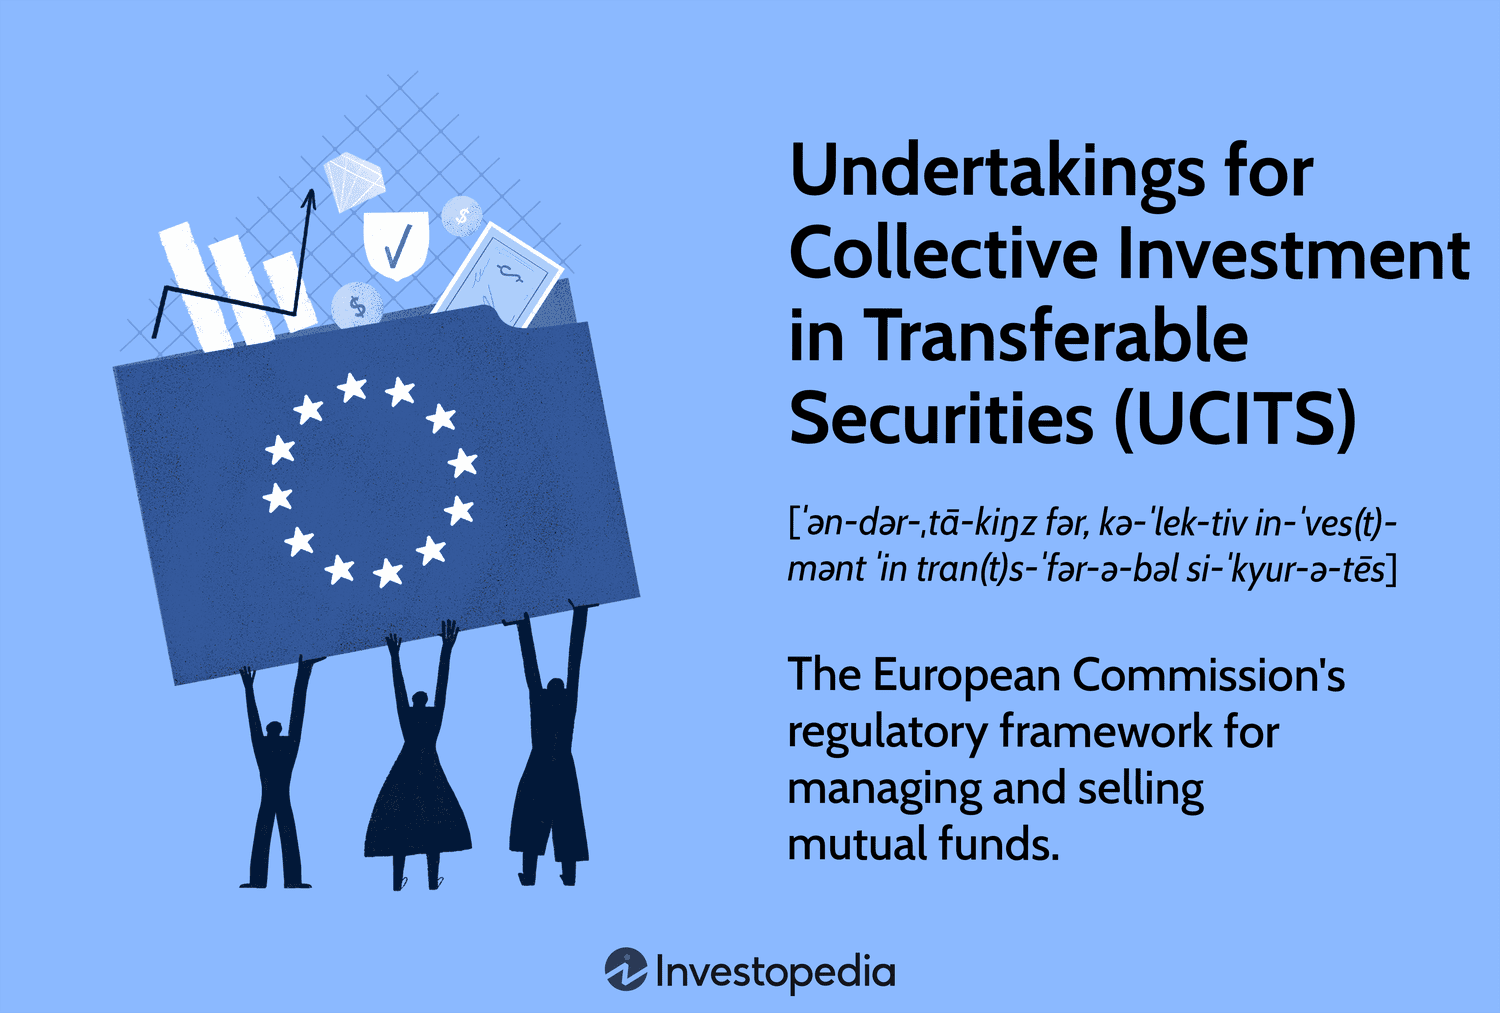 Undertakings for
Collective Investment
in Transferable
Securities (UCITS)
[ˈən-dər-ˌtā-kiŋz fər, kə-ˈlek-tiv in-ˈves(t)-
mənt ˈin tran(t)s-ˈfər-ə-bəl si-ˈkyur-ə-tēs]
The European Commission's
regulatory framework for
managing and selling
mutual funds.
$
$
$
Investopedia